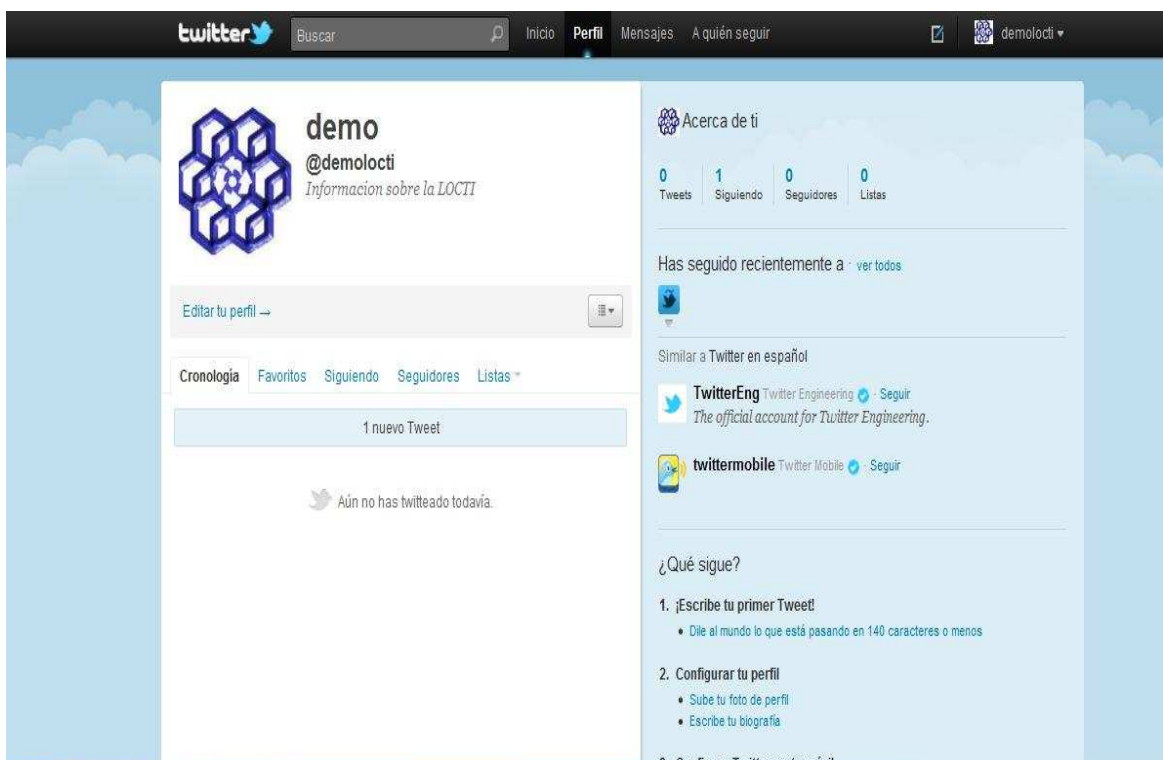 twitter
Buscar
Inicio
Perfil
Mensajes
A quién seguir
demolocti
demo
@demolocti
Informacion sobre la LOCTI
Editar tu perfil →
Cronología
Favoritos
Siguiendo
Seguidores
Listas
1 nuevo Tweet
Aún no has twitteado todavía.
Acerca de ti
0
Tweets
1
Siguiendo
0
Seguidores
0
Listas
Has seguido recientemente a · ver todos
Similar a Twitter en español
TwitterEng Twitter Engineering · Seguir
The official account for Twitter Engineering.
twittermobile Twitter Mobile · Seguir
¿Qué sigue?
1. ¡Escribe tu primer Tweet!
• Dile al mundo lo que está pasando en 140 caracteres o menos
2. Configurar tu perfil
• Sube tu foto de perfil
• Escribe tu biografía